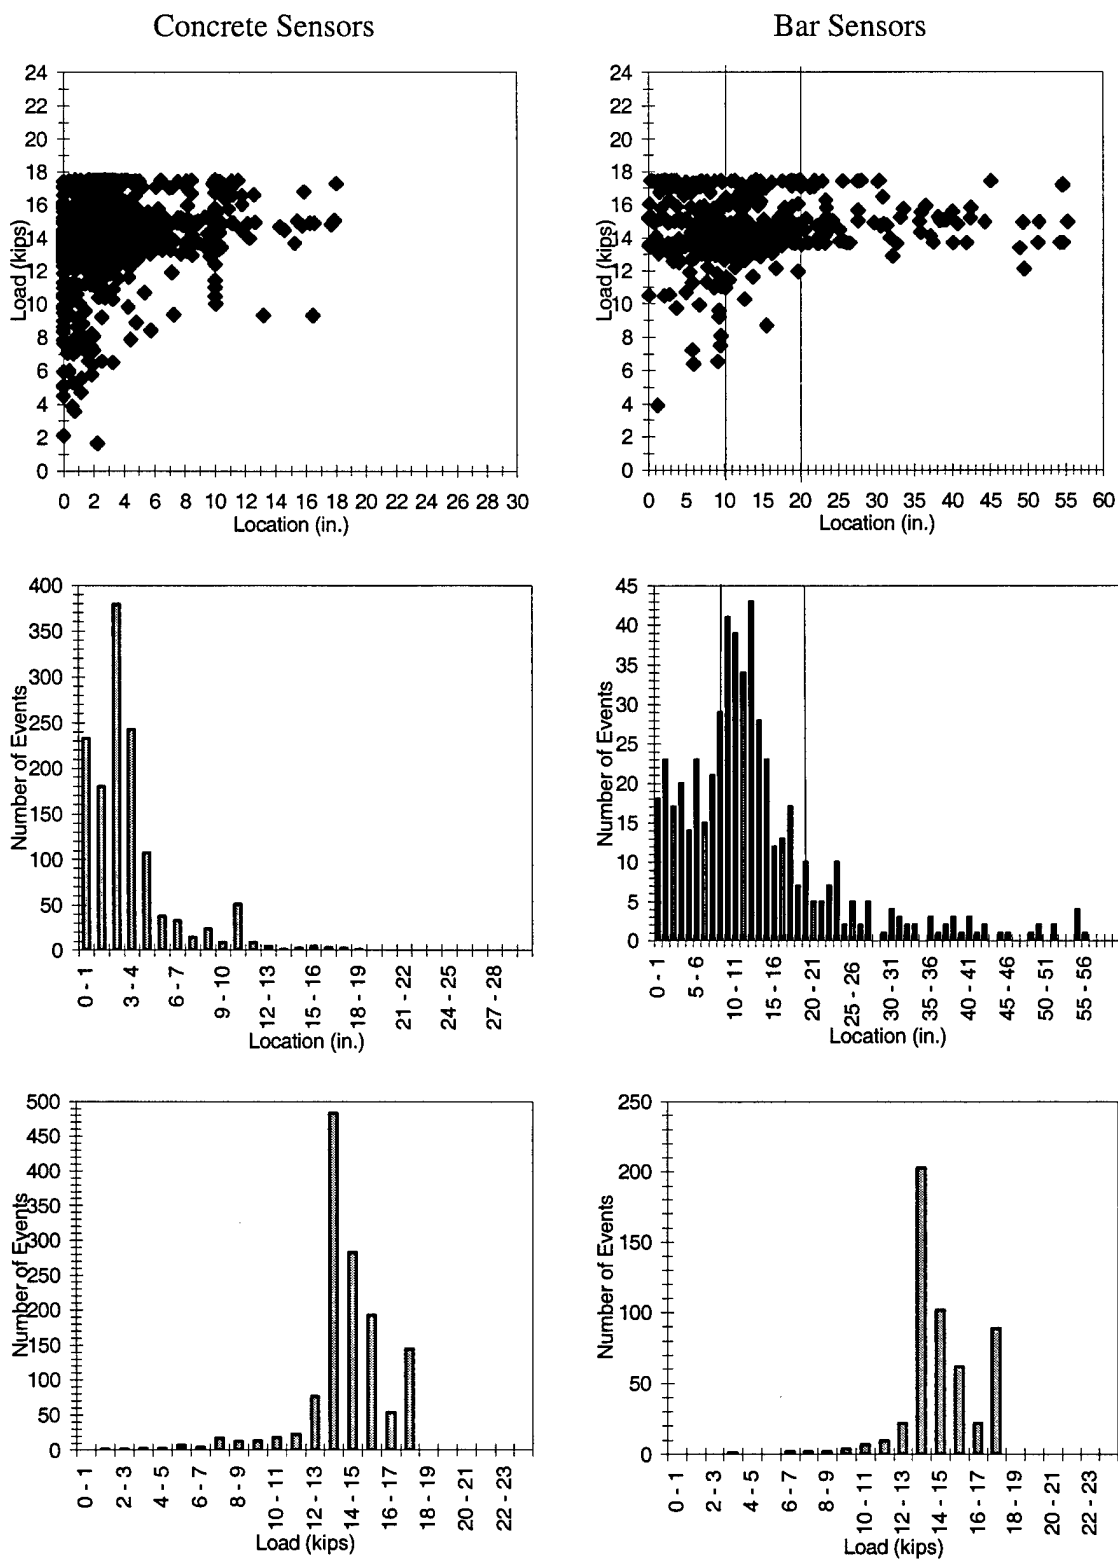 Concrete Sensors
Bar Sensors
24
22
20
18
16
14
12
10
8
6
4
2
0
Load (kips)
0 2 4 6 8 10 12 14 16 18 20 22 24 26 28 30
Location (in.)
24
22
20
18
16
14
12
10
8
6
4
2
0
Load (kips)
0 5 10 15 20 25 30 35 40 45 50 55 60
Location (in.)
400
350
300
250
200
150
100
50
0
Number of Events
0 - 1
3 - 4
6 - 7
9 - 10
12 - 13
15 - 16
18 - 19
21 - 22
24 - 25
27 - 28
Location (in.)
45
40
35
30
25
20
15
10
5
0
Number of Events
0 - 1
5 - 6
10 - 11
15 - 16
20 - 21
25 - 26
30 - 31
35 - 36
40 - 41
45 - 46
50 - 51
55 - 56
Location (in.)
500
450
400
350
300
250
200
150
100
50
0
Number of Events
0 - 1
2 - 3
4 - 5
6 - 7
8 - 9
10 - 11
12 - 13
14 - 15
16 - 17
18 - 19
20 - 21
22 - 23
Load (kips)
250
200
150
100
50
0
Number of Events
0 - 1
2 - 3
4 - 5
6 - 7
8 - 9
10 - 11
12 - 13
14 - 15
16 - 17
18 - 19
20 - 21
22 - 23
Load (kips)